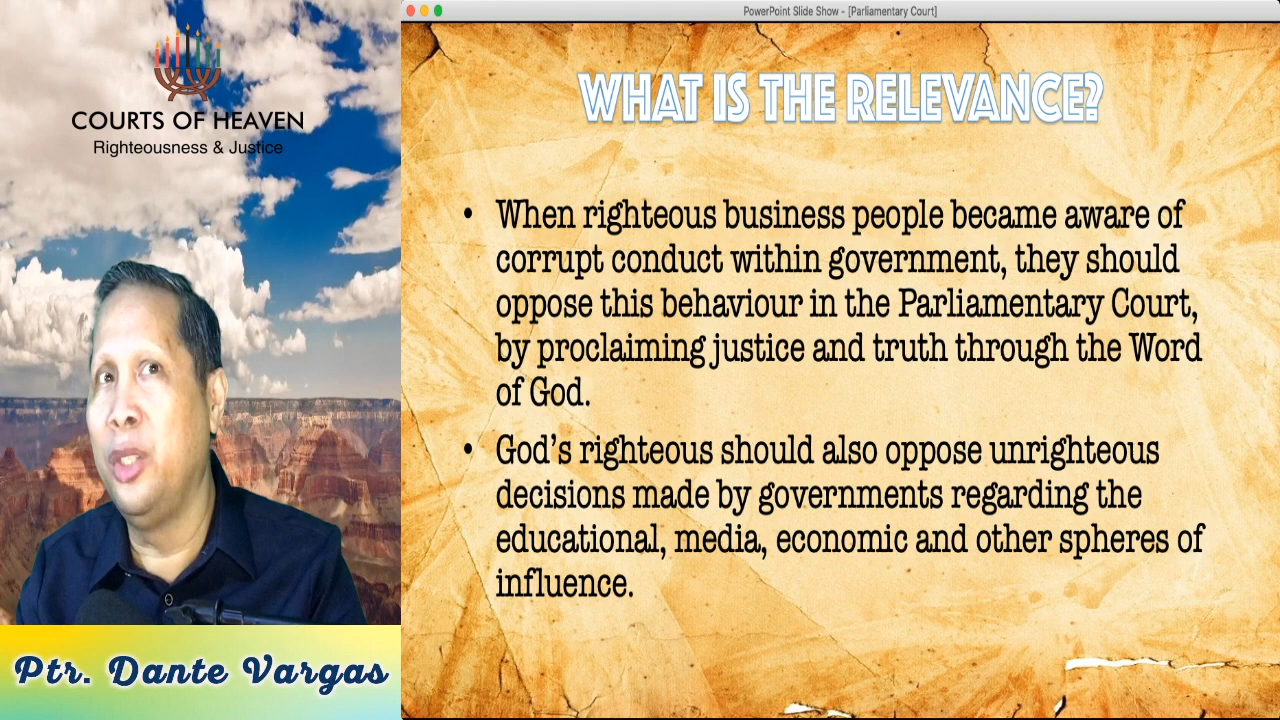 COURTS OF HEAVEN
Righteousness & Justice
Ptr. Dante Vargas
PowerPoint Slide Show - [Parliamentary Court]
WHAT IS THE RELEVANCE?
• When righteous business people became aware of
corrupt conduct within government, they should
oppose this behaviour in the Parliamentary Court,
by proclaiming justice and truth through the Word
of God.
• God's righteous should also oppose unrighteous
decisions made by governments regarding the
educational, media, economic and other spheres of
influence.